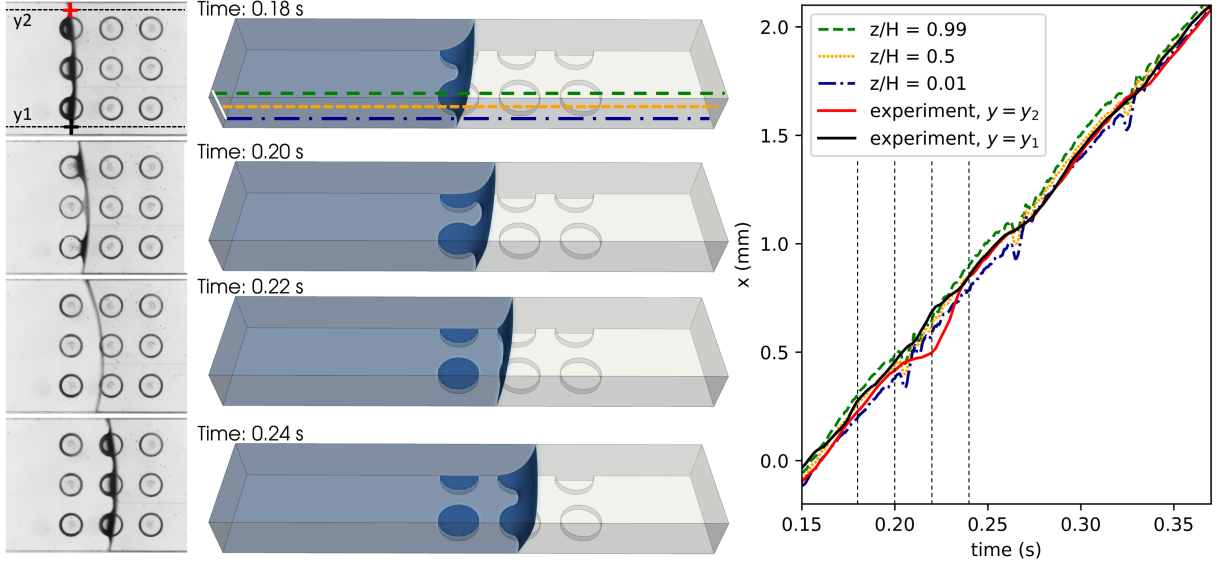 y2
y1
Time: 0.18 s
Time: 0.20 s
Time: 0.22 s
Time: 0.24 s
z/H = 0.99
z/H = 0.5
z/H = 0.01
experiment, y = y₂
experiment, y = y₁
x (mm)
2.0
1.5
1.0
0.5
0.0
0.15
0.20
0.25
0.30
0.35
time (s)